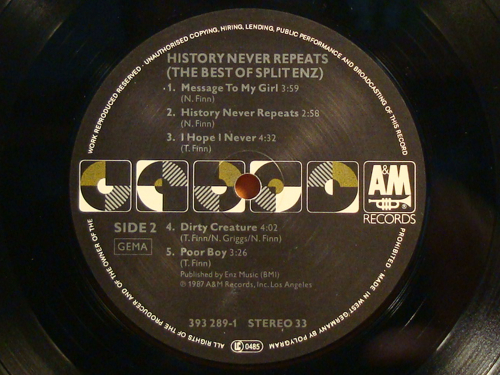 WORK REPRODUCED RESERVED · UNAUTHORISED COPYING, HIRING, LENDING, PUBLIC PERFORMANCE AND BROADCASTING OF THIS RECORD
PROHIBITED · MADE IN WEST GERMANY BY POLYGRAM
ALL RIGHTS OF THE PRODUCER AND OF THE OWNER OF THE
HISTORY NEVER REPEATS
(THE BEST OF SPLIT ENZ)
1. Message To My Girl 3:59
(N. Finn)
2. History Never Repeats 2:58
(N. Finn)
3. I Hope I Never 4:32
(T. Finn)
A&M
RECORDS
SIDE 2
GEMA
4. Dirty Creature 4:02
(T. Finn/N. Griggs/N. Finn)
5. Poor Boy 3:26
(T. Finn)
Published by Enz Music (BMI)
℗ 1987 A&M Records, Inc. Los Angeles
393 289-1 STEREO 33
LC 0485